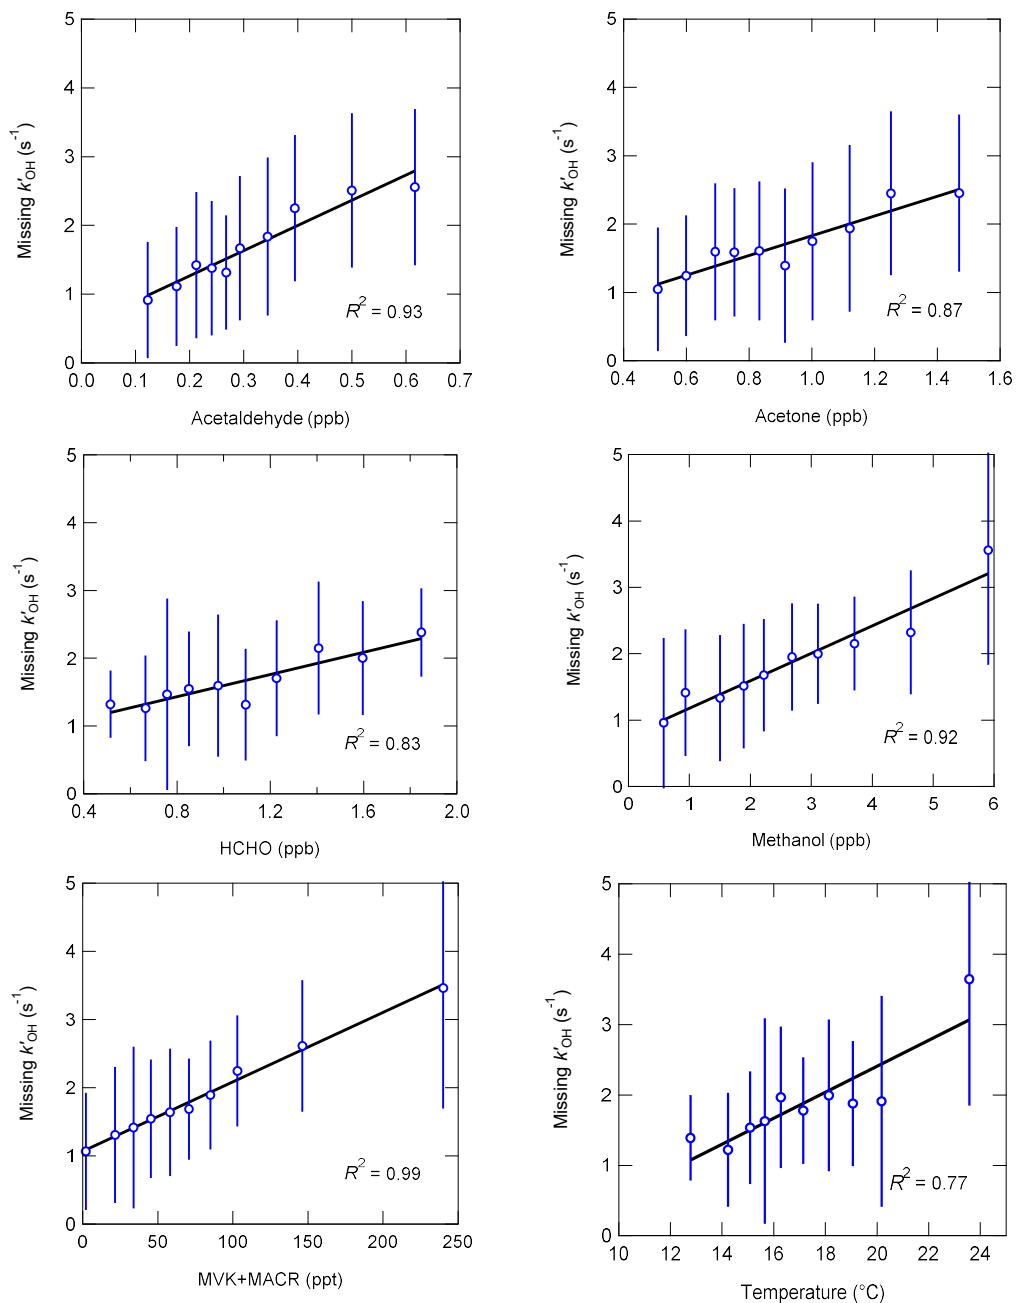 5
4
3
2
1
0
Missing k′OH (s-1)
R2 = 0.93
0.0 0.1 0.2 0.3 0.4 0.5 0.6 0.7
Acetaldehyde (ppb)
5
4
3
2
1
0
Missing k′OH (s-1)
R2 = 0.87
0.4 0.6 0.8 1.0 1.2 1.4 1.6
Acetone (ppb)
5
4
3
2
1
0
Missing k′OH (s-1)
R2 = 0.83
0.4 0.8 1.2 1.6 2.0
HCHO (ppb)
5
4
3
2
1
0
Missing k′OH (s-1)
R2 = 0.92
0 1 2 3 4 5 6
Methanol (ppb)
5
4
3
2
1
0
Missing k′OH (s-1)
R2 = 0.99
0 50 100 150 200 250
MVK+MACR (ppt)
5
4
3
2
1
0
Missing k′OH (s-1)
R2 = 0.77
10 12 14 16 18 20 22 24
Temperature (°C)